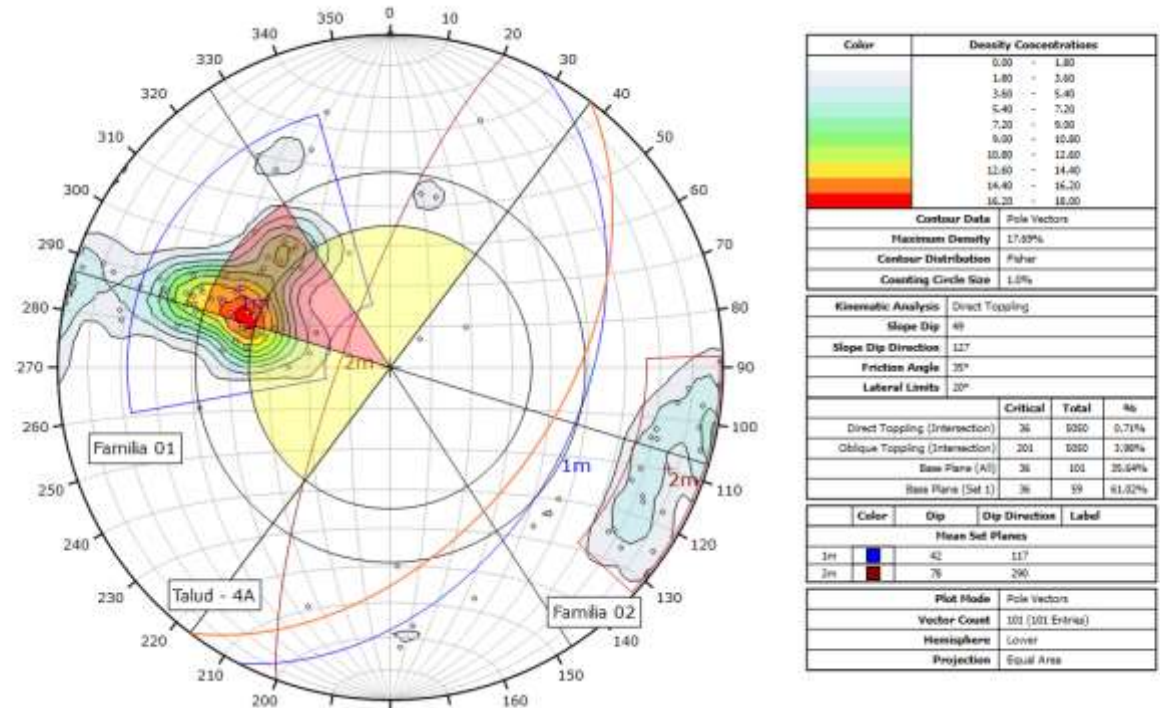 0
10
20
30
40
50
60
70
80
90
100
110
120
130
140
150
160
200
210
220
230
240
250
260
270
280
290
300
310
320
330
340
350
1m
2m
1m
2m
Familia 01
Familia 02
Talud - 4A
Color Density Concentrations
0.00 - 1.80
1.80 - 3.60
3.60 - 5.40
5.40 - 7.20
7.20 - 9.00
9.00 - 10.80
10.80 - 12.60
12.60 - 14.40
14.40 - 16.20
16.20 - 18.00
Contour Data Pole Vectors
Maximum Density 17.69%
Contour Distribution Fisher
Counting Circle Size 1.0%
Kinematic Analysis Direct Toppling
Slope Dip 49
Slope Dip Direction 127
Friction Angle 35°
Lateral Limits 20°
Critical Total %
Direct Toppling (Intersection) 36 5050 0.71%
Oblique Toppling (Intersection) 201 5050 3.98%
Base Plane (All) 36 101 35.64%
Base Plane (Set 1) 36 59 61.02%
Color Dip Dip Direction Label
Mean Set Planes
1m 42 117
2m 76 290
Plot Mode Pole Vectors
Vector Count 101 (101 Entries)
Hemisphere Lower
Projection Equal Area